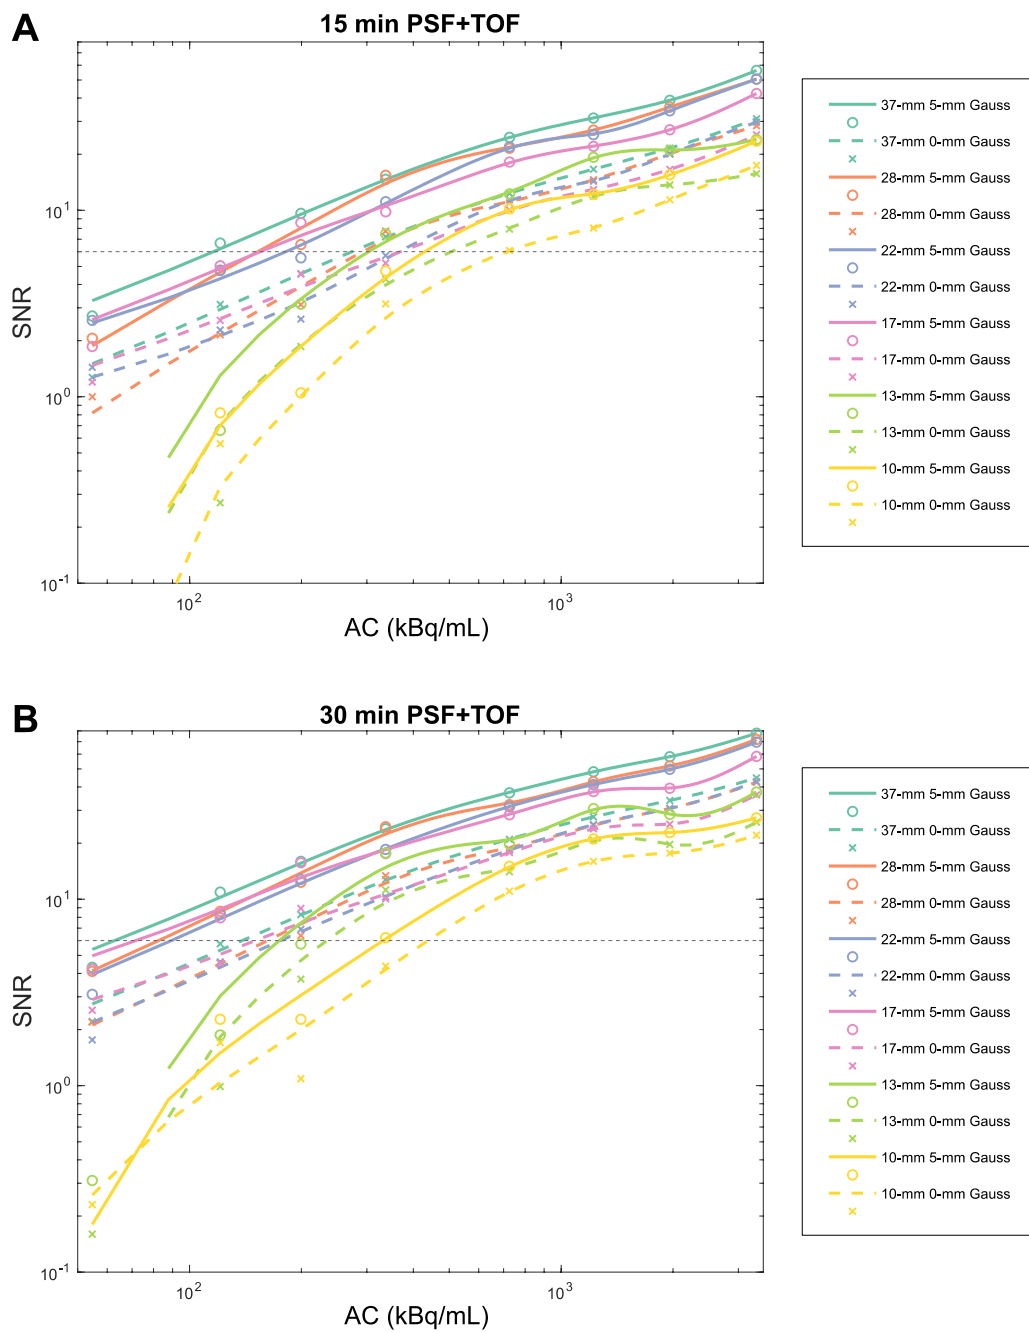 A
15 min PSF+TOF
SNR
10^1
10^0
10^-1
10^2
10^3
AC (kBq/mL)
37-mm 5-mm Gauss
37-mm 0-mm Gauss
28-mm 5-mm Gauss
28-mm 0-mm Gauss
22-mm 5-mm Gauss
22-mm 0-mm Gauss
17-mm 5-mm Gauss
17-mm 0-mm Gauss
13-mm 5-mm Gauss
13-mm 0-mm Gauss
10-mm 5-mm Gauss
10-mm 0-mm Gauss
B
30 min PSF+TOF
SNR
10^1
10^0
10^-1
10^2
10^3
AC (kBq/mL)
37-mm 5-mm Gauss
37-mm 0-mm Gauss
28-mm 5-mm Gauss
28-mm 0-mm Gauss
22-mm 5-mm Gauss
22-mm 0-mm Gauss
17-mm 5-mm Gauss
17-mm 0-mm Gauss
13-mm 5-mm Gauss
13-mm 0-mm Gauss
10-mm 5-mm Gauss
10-mm 0-mm Gauss